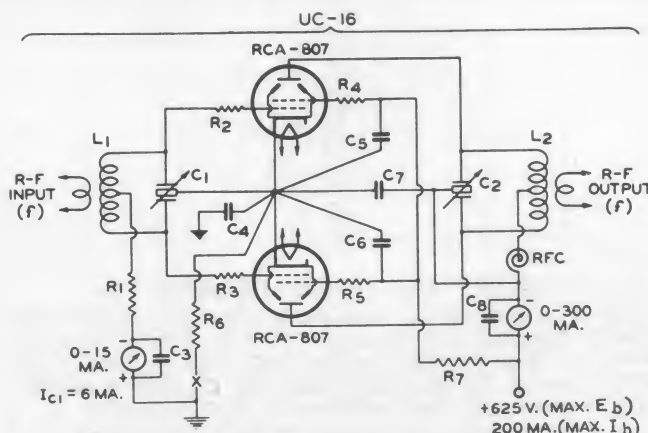 UC-16
RCA-807
R2
R4
L1
C1
C5
L2
R-F
INPUT
(f)
C7
C2
R-F
OUTPUT
(f)
C4
C6
R1
R3
R5
RFC
R6
RCA-807
C8
0-300
MA.
0-15
MA.
C3
R7
IC1 = 6 MA.
X
+625 V. (MAX. Eb)
200 MA. (MAX. Ib)